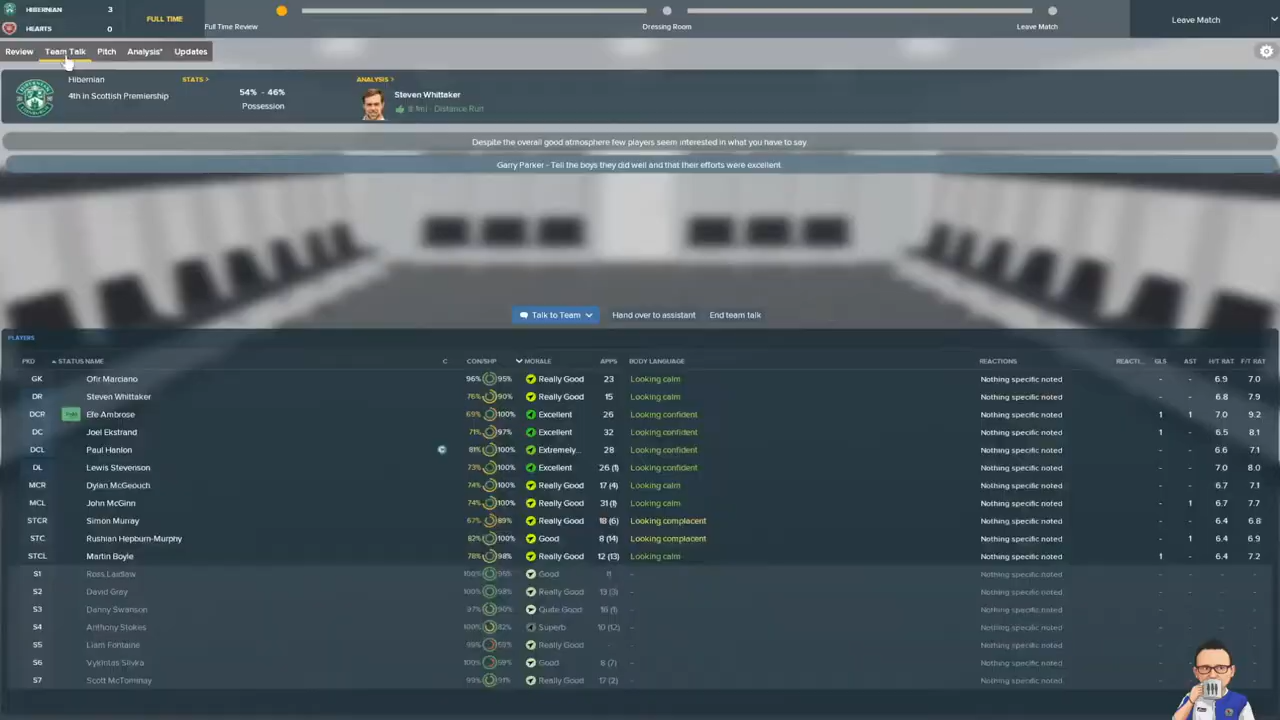 HIBERNIAN 3
HEARTS 0
FULL TIME
Full Time Review
Dressing Room
Leave Match
Leave Match
Review Team Talk Pitch Analysis* Updates
Hibernian
4th in Scottish Premiership
STATS >
54% - 46%
Possession
ANALYSIS >
Steven Whittaker
Distance Run
Despite the overall good atmosphere few players seem interested in what you have to say
Garry Parker - Tell the boys they did well and that their efforts were excellent.
Talk to Team Hand over to assistant End team talk
PLAYERS
PKD STATUS NAME C CON/SHP MORALE APPS BODY LANGUAGE REACTIONS REACTI... GLS AST H/T RAT F/T RAT
GK Ofir Marciano 96% 95% Really Good 23 Looking calm Nothing specific noted - - 6.9 7.0
DR Steven Whittaker 76% 90% Really Good 15 Looking calm Nothing specific noted - - 6.8 7.9
DCR Efe Ambrose 69% 100% Excellent 26 Looking confident Nothing specific noted 1 1 7.0 9.2
DC Joel Ekstrand 71% 97% Excellent 32 Looking confident Nothing specific noted 1 - 6.5 8.1
DCL Paul Hanlon C 81% 100% Extremely... 28 Looking confident Nothing specific noted - - 6.6 7.1
DL Lewis Stevenson 73% 100% Excellent 26 (1) Looking confident Nothing specific noted - - 7.0 8.0
MCR Dylan McGeouch 74% 100% Really Good 17 (4) Looking calm Nothing specific noted - - 6.7 7.1
MCL John McGinn 74% 100% Really Good 31 (1) Looking calm Nothing specific noted - 1 6.7 7.7
STCR Simon Murray 67% 89% Really Good 18 (6) Looking complacent Nothing specific noted - - 6.4 6.8
STC Rushian Hepburn-Murphy 82% 100% Good 8 (14) Looking complacent Nothing specific noted - 1 6.4 6.9
STCL Martin Boyle 78% 98% Really Good 12 (13) Looking calm Nothing specific noted 1 - 6.4 7.2
S1 Ross Laidlaw 100% Good 11 - Nothing specific noted - - - -
S2 David Gray 100% 98% Really Good 13 (3) - Nothing specific noted - - - -
S3 Danny Swanson 97% 90% Quite Good 16 (1) - Nothing specific noted - - - -
S4 Anthony Stokes 100% 82% Superb 10 (12) - Nothing specific noted - - - -
S5 Liam Fontaine 59% Really Good - - Nothing specific noted - - - -
S6 Vykintas Slivka 100% 59% Good 8 (7) - Nothing specific noted - - - -
S7 Scott McTominay 99% 91% Really Good 17 (2) - Nothing specific noted - - - -